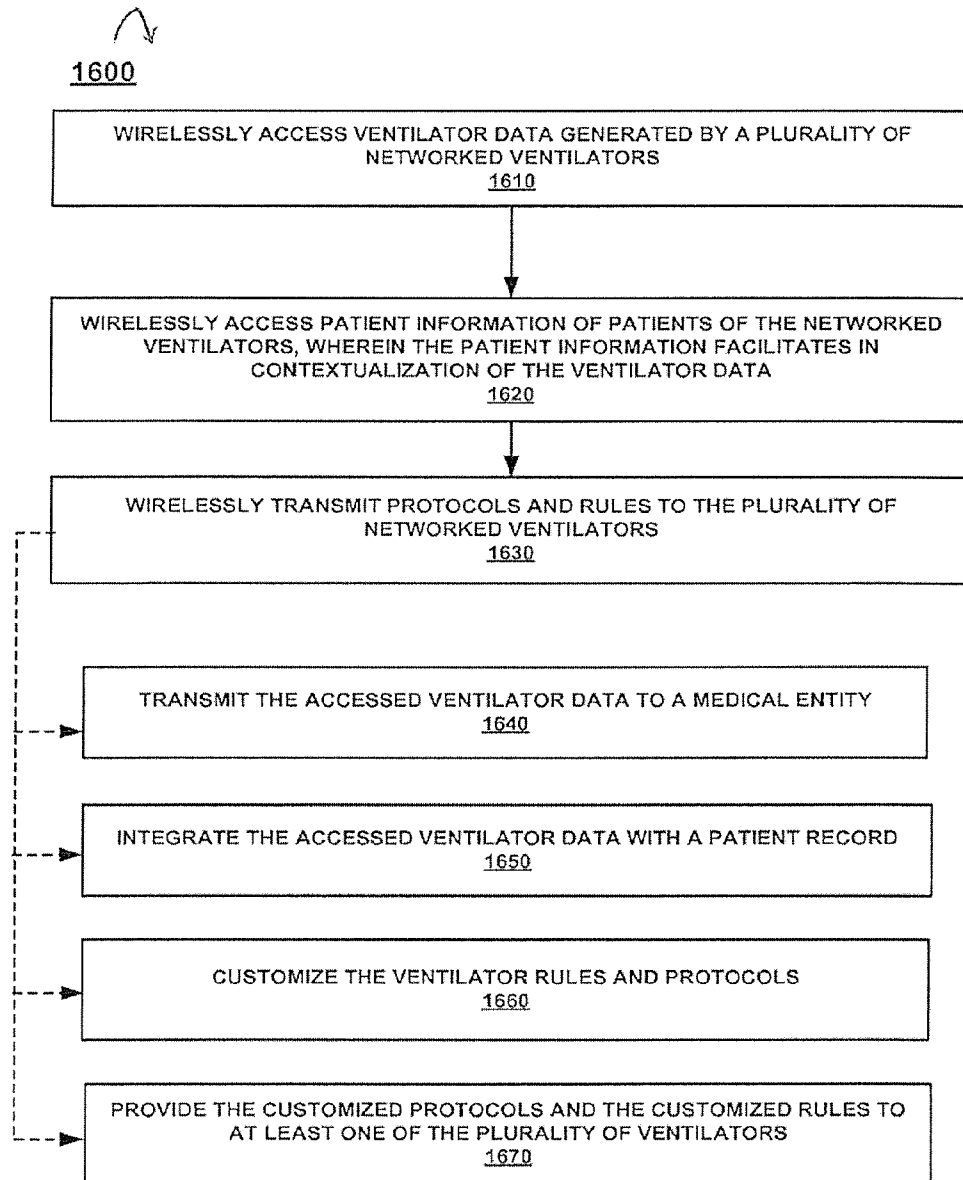 1600
WIRELESSLY ACCESS VENTILATOR DATA GENERATED BY A PLURALITY OF
NETWORKED VENTILATORS
1610
WIRELESSLY ACCESS PATIENT INFORMATION OF PATIENTS OF THE NETWORKED
VENTILATORS, WHEREIN THE PATIENT INFORMATION FACILITATES IN
CONTEXTUALIZATION OF THE VENTILATOR DATA
1620
WIRELESSLY TRANSMIT PROTOCOLS AND RULES TO THE PLURALITY OF
NETWORKED VENTILATORS
1630
TRANSMIT THE ACCESSED VENTILATOR DATA TO A MEDICAL ENTITY
1640
INTEGRATE THE ACCESSED VENTILATOR DATA WITH A PATIENT RECORD
1650
CUSTOMIZE THE VENTILATOR RULES AND PROTOCOLS
1660
PROVIDE THE CUSTOMIZED PROTOCOLS AND THE CUSTOMIZED RULES TO
AT LEAST ONE OF THE PLURALITY OF VENTILATORS
1670